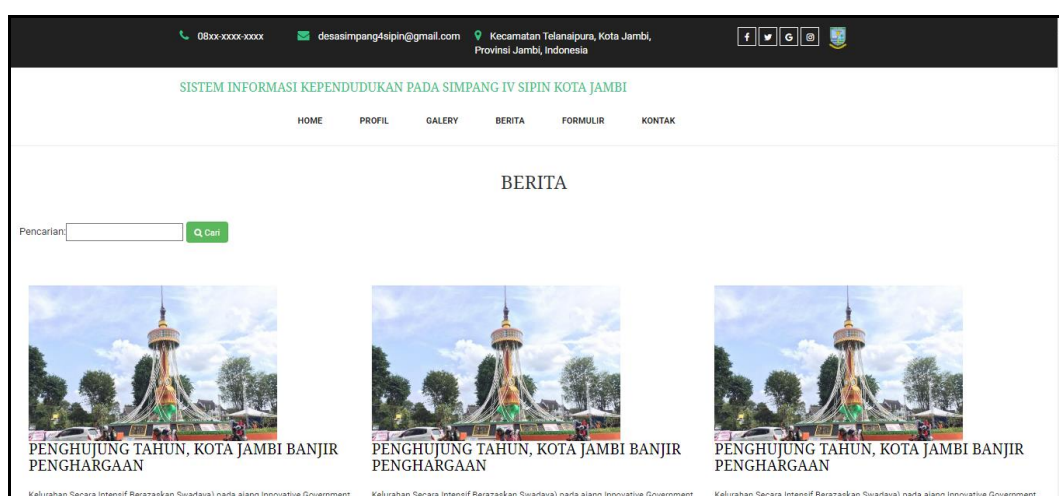 08xx-xxxx-xxxx
desasimpang4sipin@gmail.com
Kecamatan Telanaipura, Kota Jambi,
Provinsi Jambi, Indonesia
SISTEM INFORMASI KEPENDUDUKAN PADA SIMPANG IV SIPIN KOTA JAMBI
HOME PROFIL GALERY BERITA FORMULIR KONTAK
BERITA
Pencarian: Cari
PENGHUJUNG TAHUN, KOTA JAMBI BANJIR
PENGHARGAAN
Kelurahan Secara Intensif Berazaskan Swadaya) pada ajang Innovative Government
PENGHUJUNG TAHUN, KOTA JAMBI BANJIR
PENGHARGAAN
Kelurahan Secara Intensif Berazaskan Swadaya) pada ajang Innovative Government
PENGHUJUNG TAHUN, KOTA JAMBI BANJIR
PENGHARGAAN
Kelurahan Secara Intensif Berazaskan Swadaya) pada ajang Innovative Government